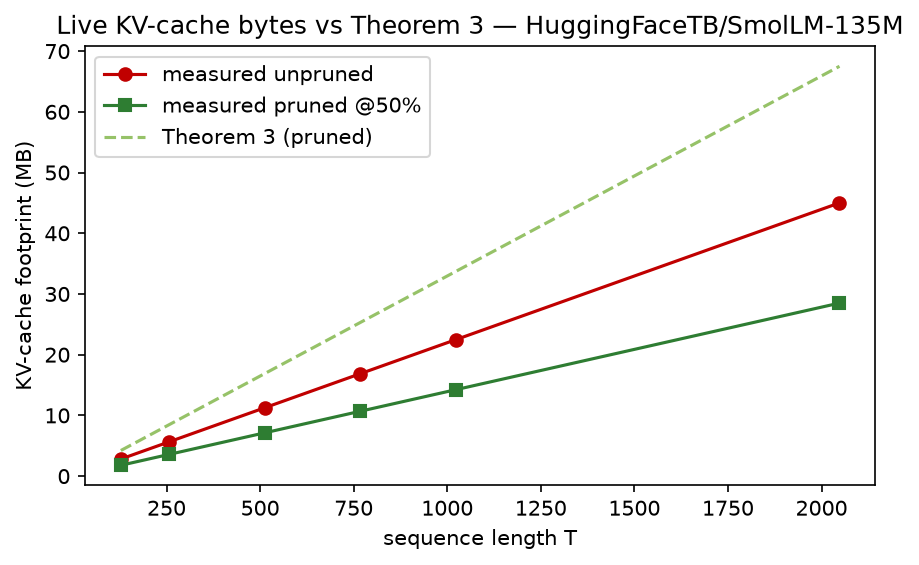 Live KV-cache bytes vs Theorem 3 — HuggingFaceTB/SmolLM-135M
measured unpruned
measured pruned @50%
Theorem 3 (pruned)
KV-cache footprint (MB)
70
60
50
40
30
20
10
0
250 500 750 1000 1250 1500 1750 2000
sequence length T